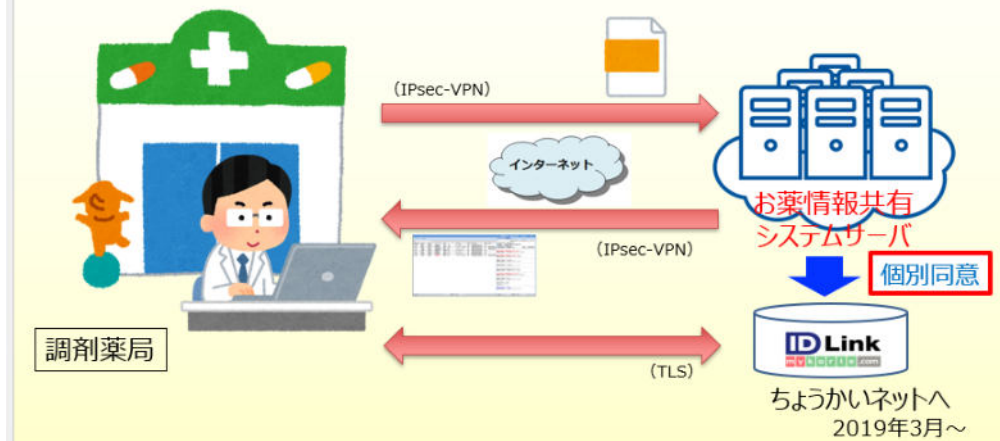 (IPsec-VPN)
インターネット
お薬情報共有
システムサーバ
(IPsec-VPN)
個別同意
調剤薬局
ID Link
mykarte.com
(TLS)
ちょうかいネットへ
2019年3月～